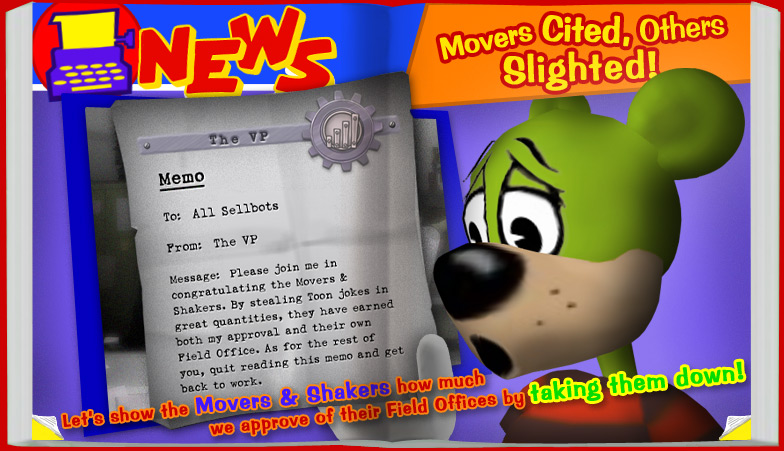 NEWS
Movers Cited, Others
Slighted!
The VP
Memo
To: All Sellbots
From: The VP
Message: Please join me in
congratulating the Movers &
Shakers. By stealing Toon jokes in
great quantities, they have earned
both my approval and their own
Field Office. As for the rest of
you, quit reading this memo and get
back to work.
Let's show the Movers & Shakers how much
we approve of their Field Offices by taking them down!